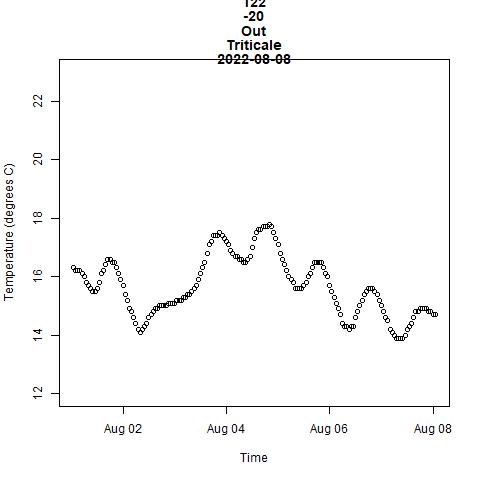 122
-20
Out
Triticale
2022-08-08
Temperature (degrees C)
22
20
18
16
14
12
Aug 02
Aug 04
Aug 06
Aug 08
Time